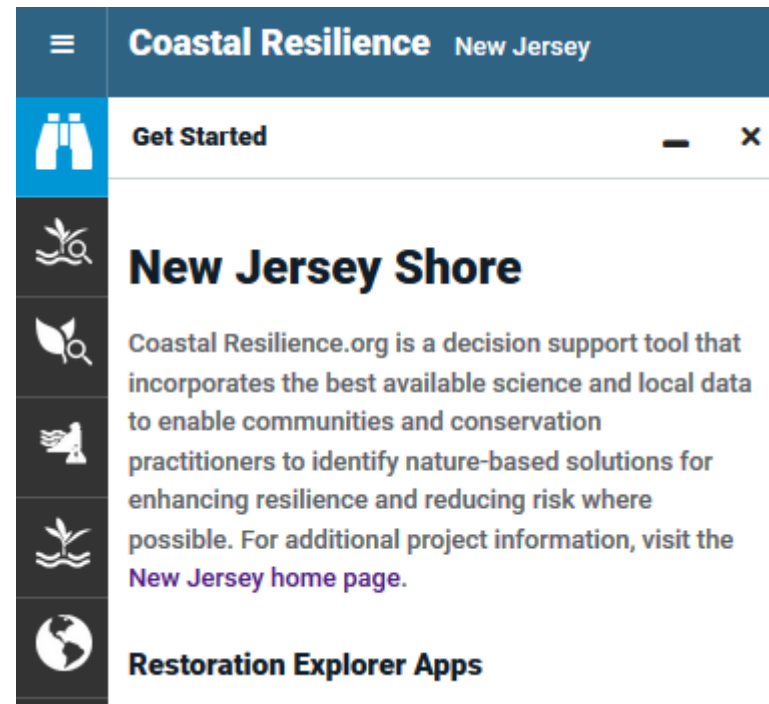 Coastal Resilience New Jersey
Get Started
New Jersey Shore
Coastal Resilience.org is a decision support tool that
incorporates the best available science and local data
to enable communities and conservation
practitioners to identify nature-based solutions for
enhancing resilience and reducing risk where
possible. For additional project information, visit the
New Jersey home page.
Restoration Explorer Apps